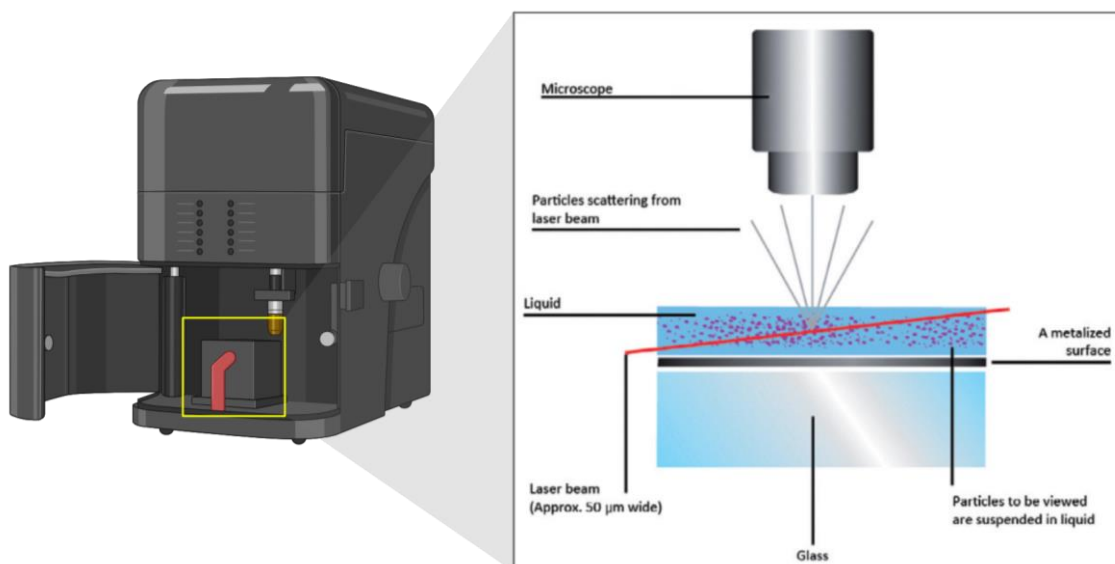 Microscope
Particles scattering from
laser beam
Liquid
A metalized
surface
Laser beam
(Approx. 50 µm wide)
Particles to be viewed
are suspended in liquid
Glass